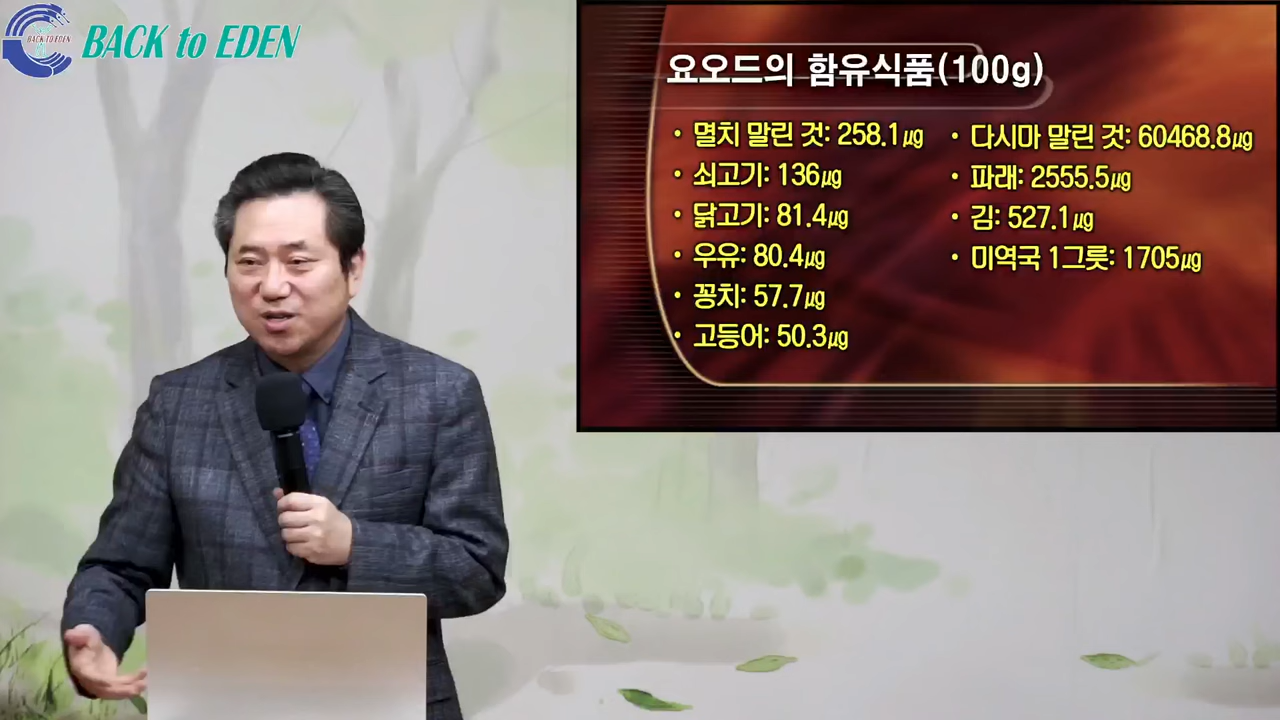 BACK TO EDEN
BACK to EDEN
요오드의 함유식품(100g)
• 멸치 말린 것: 258.1㎍
• 쇠고기: 136㎍
• 닭고기: 81.4㎍
• 우유: 80.4㎍
• 꽁치: 57.7㎍
• 고등어: 50.3㎍
• 다시마 말린 것: 60468.8㎍
• 파래: 2555.5㎍
• 김: 527.1㎍
• 미역국 1그릇: 1705㎍